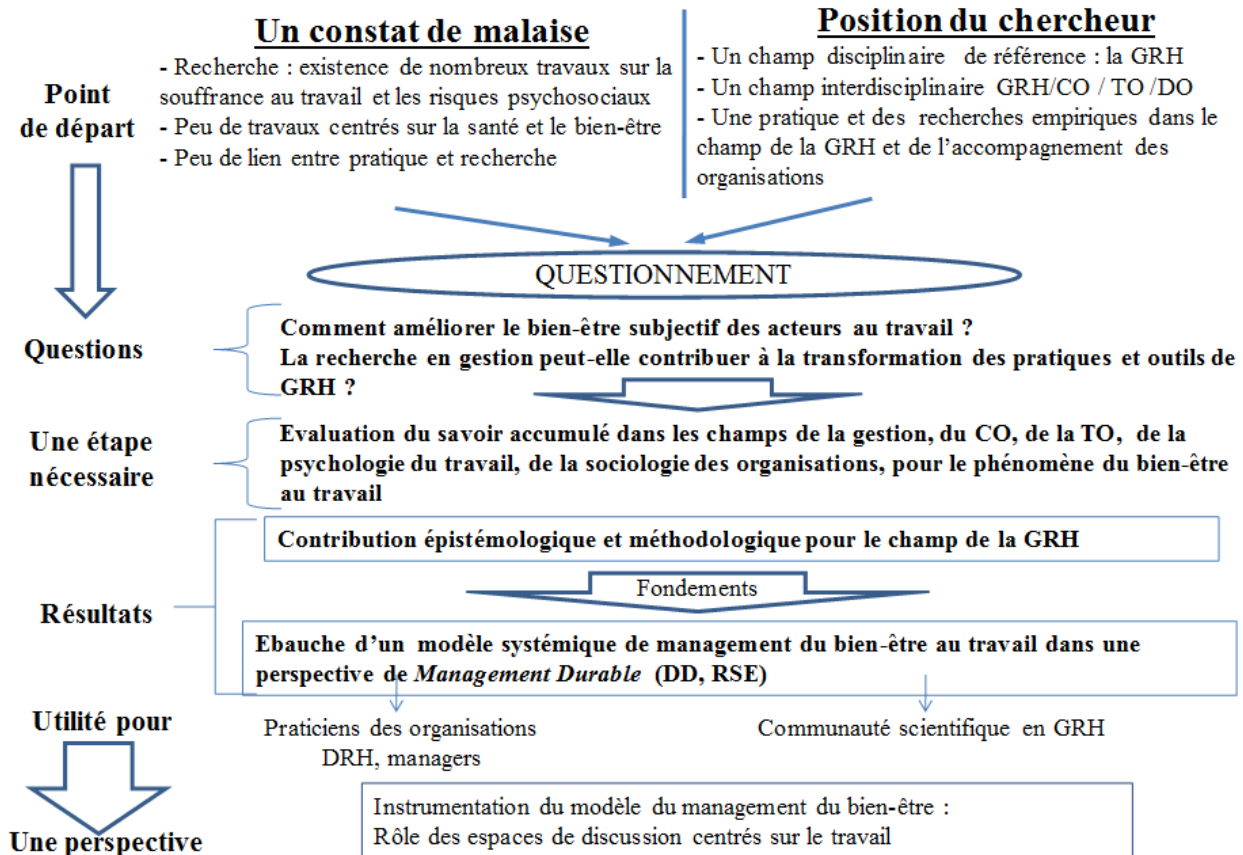 Un constat de malaise
- Recherche : existence de nombreux travaux sur la
souffrance au travail et les risques psychosociaux
- Peu de travaux centrés sur la santé et le bien-être
- Peu de lien entre pratique et recherche
Position du chercheur
- Un champ disciplinaire de référence : la GRH
- Un champ interdisciplinaire GRH/CO / TO /DO
- Une pratique et des recherches empiriques dans le
champ de la GRH et de l’accompagnement des
organisations
Point
de départ
QUESTIONNEMENT
Questions
Comment améliorer le bien-être subjectif des acteurs au travail ?
La recherche en gestion peut-elle contribuer à la transformation des pratiques et outils de
GRH ?
Une étape
nécessaire
Evaluation du savoir accumulé dans les champs de la gestion, du CO, de la TO, de la
psychologie du travail, de la sociologie des organisations, pour le phénomène du bien-être
au travail
Résultats
Contribution épistémologique et méthodologique pour le champ de la GRH
Fondements
Ebauche d’un modèle systémique de management du bien-être au travail dans une
perspective de Management Durable (DD, RSE)
Utilité pour
Praticiens des organisations
DRH, managers
Communauté scientifique en GRH
Une perspective
Instrumentation du modèle du management du bien-être :
Rôle des espaces de discussion centrés sur le travail